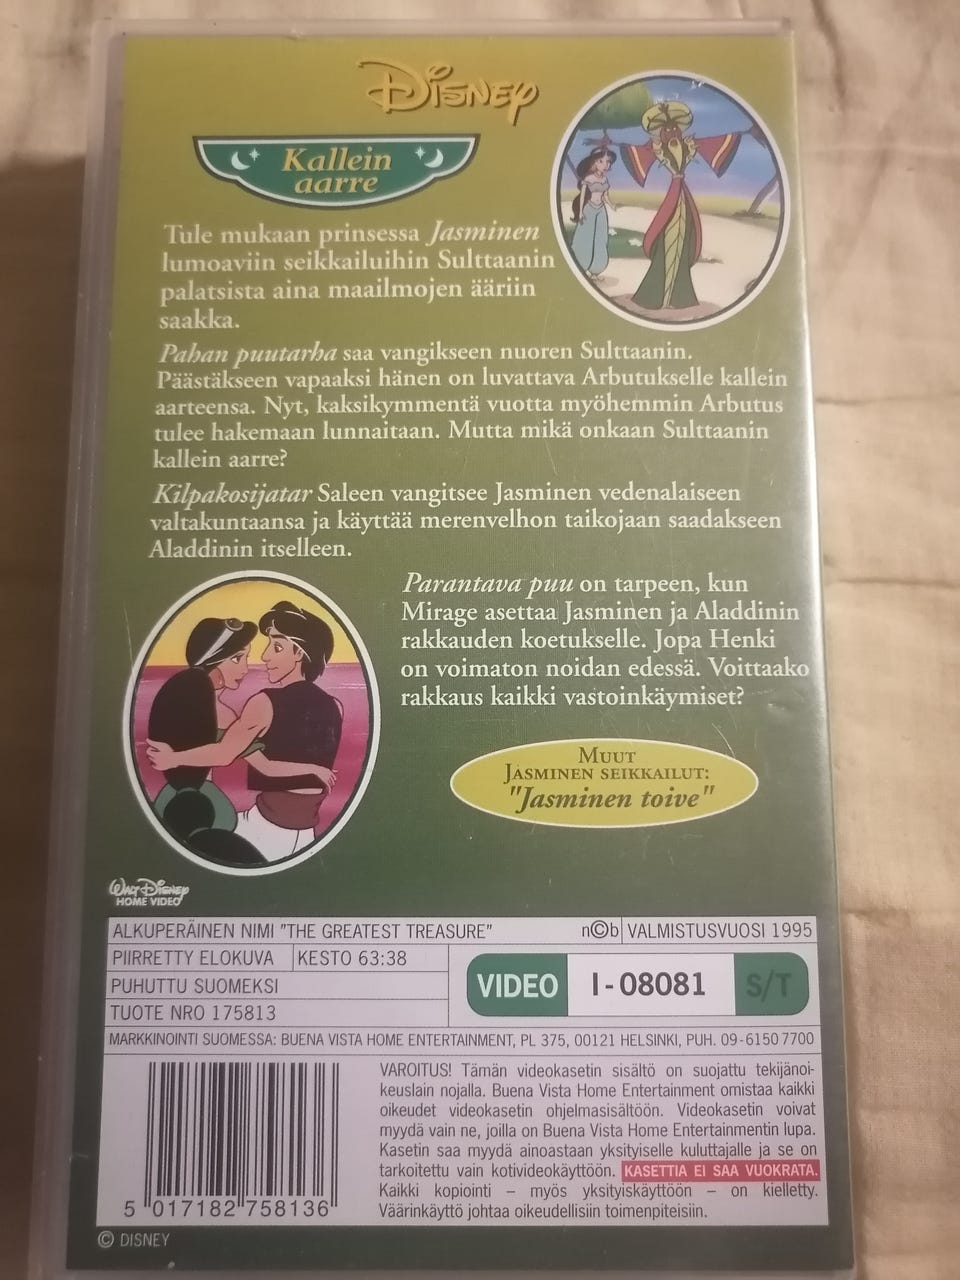 Disney
Kallein
aarre
Tule mukaan prinsessa Jasminen
lumoaviin seikkailuihin Sulttaanin
palatsista aina maailmojen ääriin
saakka.
Pahan puutarha saa vangikseen nuoren Sulttaanin.
Päästäkseen vapaaksi hänen on luvattava Arbutukselle kallein
aarteensa. Nyt, kaksikymmentä vuotta myöhemmin Arbutus
tulee hakemaan lunnaitaan. Mutta mikä onkaan Sulttaanin
kallein aarre?
Kilpakosijatar Saleen vangitsee Jasminen vedenalaiseen
valtakuntaansa ja käyttää merenvelhon taikojaan saadakseen
Aladdinin itselleen.
Parantava puu on tarpeen, kun
Mirage asettaa Jasminen ja Aladdinin
rakkauden koetukselle. Jopa Henki
on voimaton noidan edessä. Voittaako
rakkaus kaikki vastoinkäymiset?
MUUT
JASMINEN SEIKKAILUT:
"Jasminen toive"
WALT DISNEY
HOME VIDEO
ALKUPERÄINEN NIMI "THE GREATEST TREASURE" n©b VALMISTUSVUOSI 1995
PIIRRETTY ELOKUVA KESTO 63:38
PUHUTTU SUOMEKSI
VIDEO I-08081 S/T
TUOTE NRO 175813
MARKKINOINTI SUOMESSA: BUENA VISTA HOME ENTERTAINMENT, PL 375, 00121 HELSINKI, PUH. 09-6150 7700
VAROITUS! Tämän videokasetin sisältö on suojattu tekijänoi-
keuslain nojalla. Buena Vista Home Entertainment omistaa kaikki
oikeudet videokasetin ohjelmasisältöön. Videokasetin voivat
myydä vain ne, joilla on Buena Vista Home Entertainmentin lupa.
Kasetin saa myydä ainoastaan yksityiselle kuluttajalle ja se on
tarkoitettu vain kotivideokäyttöön. KASETTIA EI SAA VUOKRATA.
Kaikki kopiointi – myös yksityiskäyttöön – on kielletty.
Väärinkäyttö johtaa oikeudellisiin toimenpiteisiin.
5 017182 758136
© DISNEY